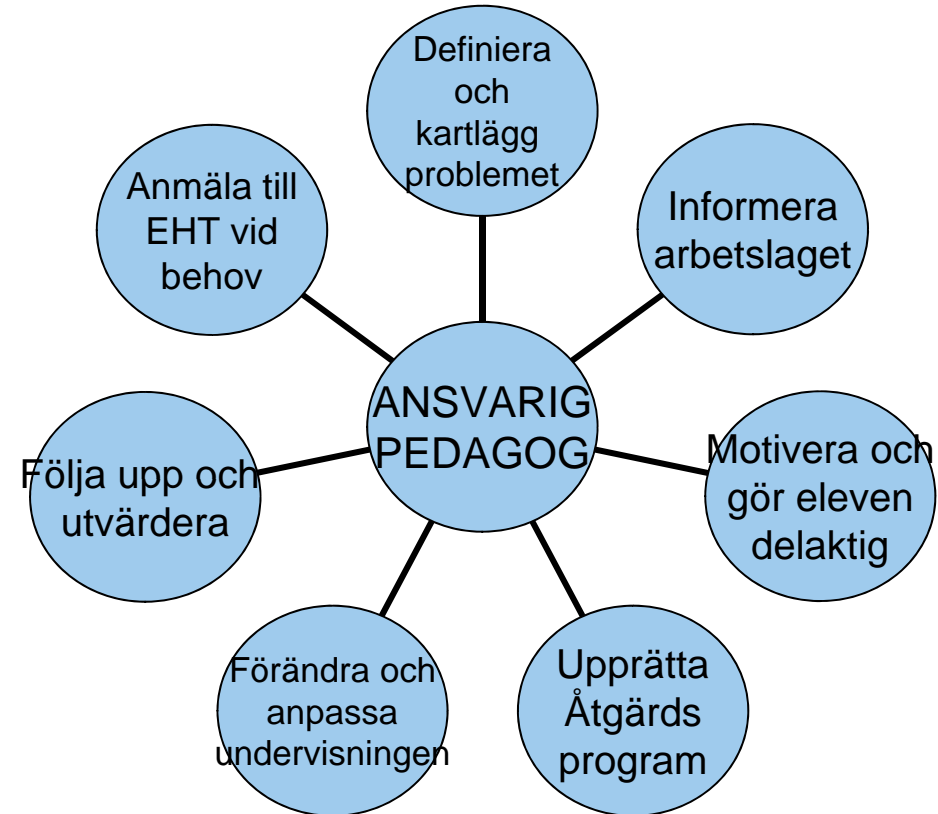 Definiera
och
kartlägg
problemet
Informera
arbetslaget
Motivera och
gör eleven
delaktig
Upprätta
Åtgärds
program
Förändra och
anpassa
undervisningen
Följa upp och
utvärdera
Anmäla till
EHT vid
behov
ANSVARIG
PEDAGOG